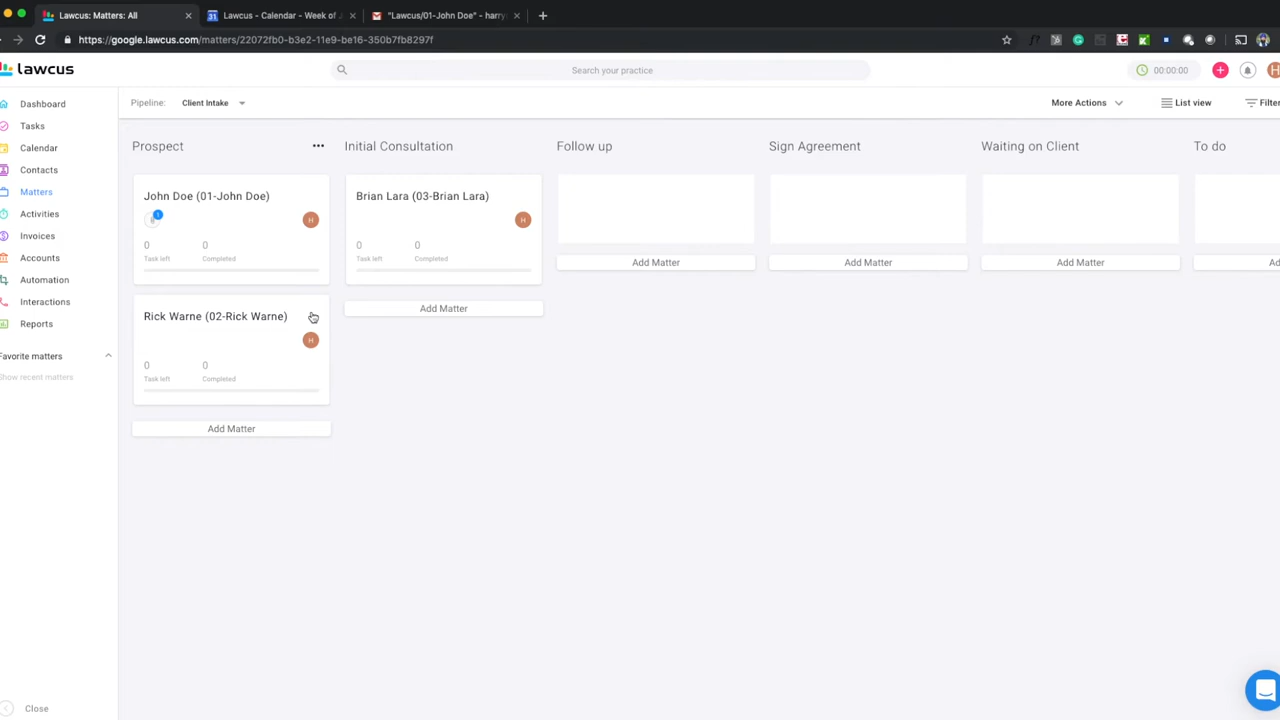 Lawcus: Matters: All
Lawcus - Calendar - Week of J
"Lawcus/01-John Doe" - harry
https://google.lawcus.com/matters/22072fb0-b3e2-11e9-be16-350b7fb8297f
lawcus
Search your practice
00:00:00
H
Pipeline: Client Intake
More Actions
List view
Filter
Dashboard
Tasks
Calendar
Contacts
Matters
Activities
Invoices
Accounts
Automation
Interactions
Reports
Favorite matters
Show recent matters
Close
Prospect
John Doe (01-John Doe)
1
H
0 0
Task left Completed
Rick Warne (02-Rick Warne)
H
0 0
Task left Completed
Add Matter
Initial Consultation
Brian Lara (03-Brian Lara)
H
0 0
Task left Completed
Add Matter
Follow up
Add Matter
Sign Agreement
Add Matter
Waiting on Client
Add Matter
To do
Ad